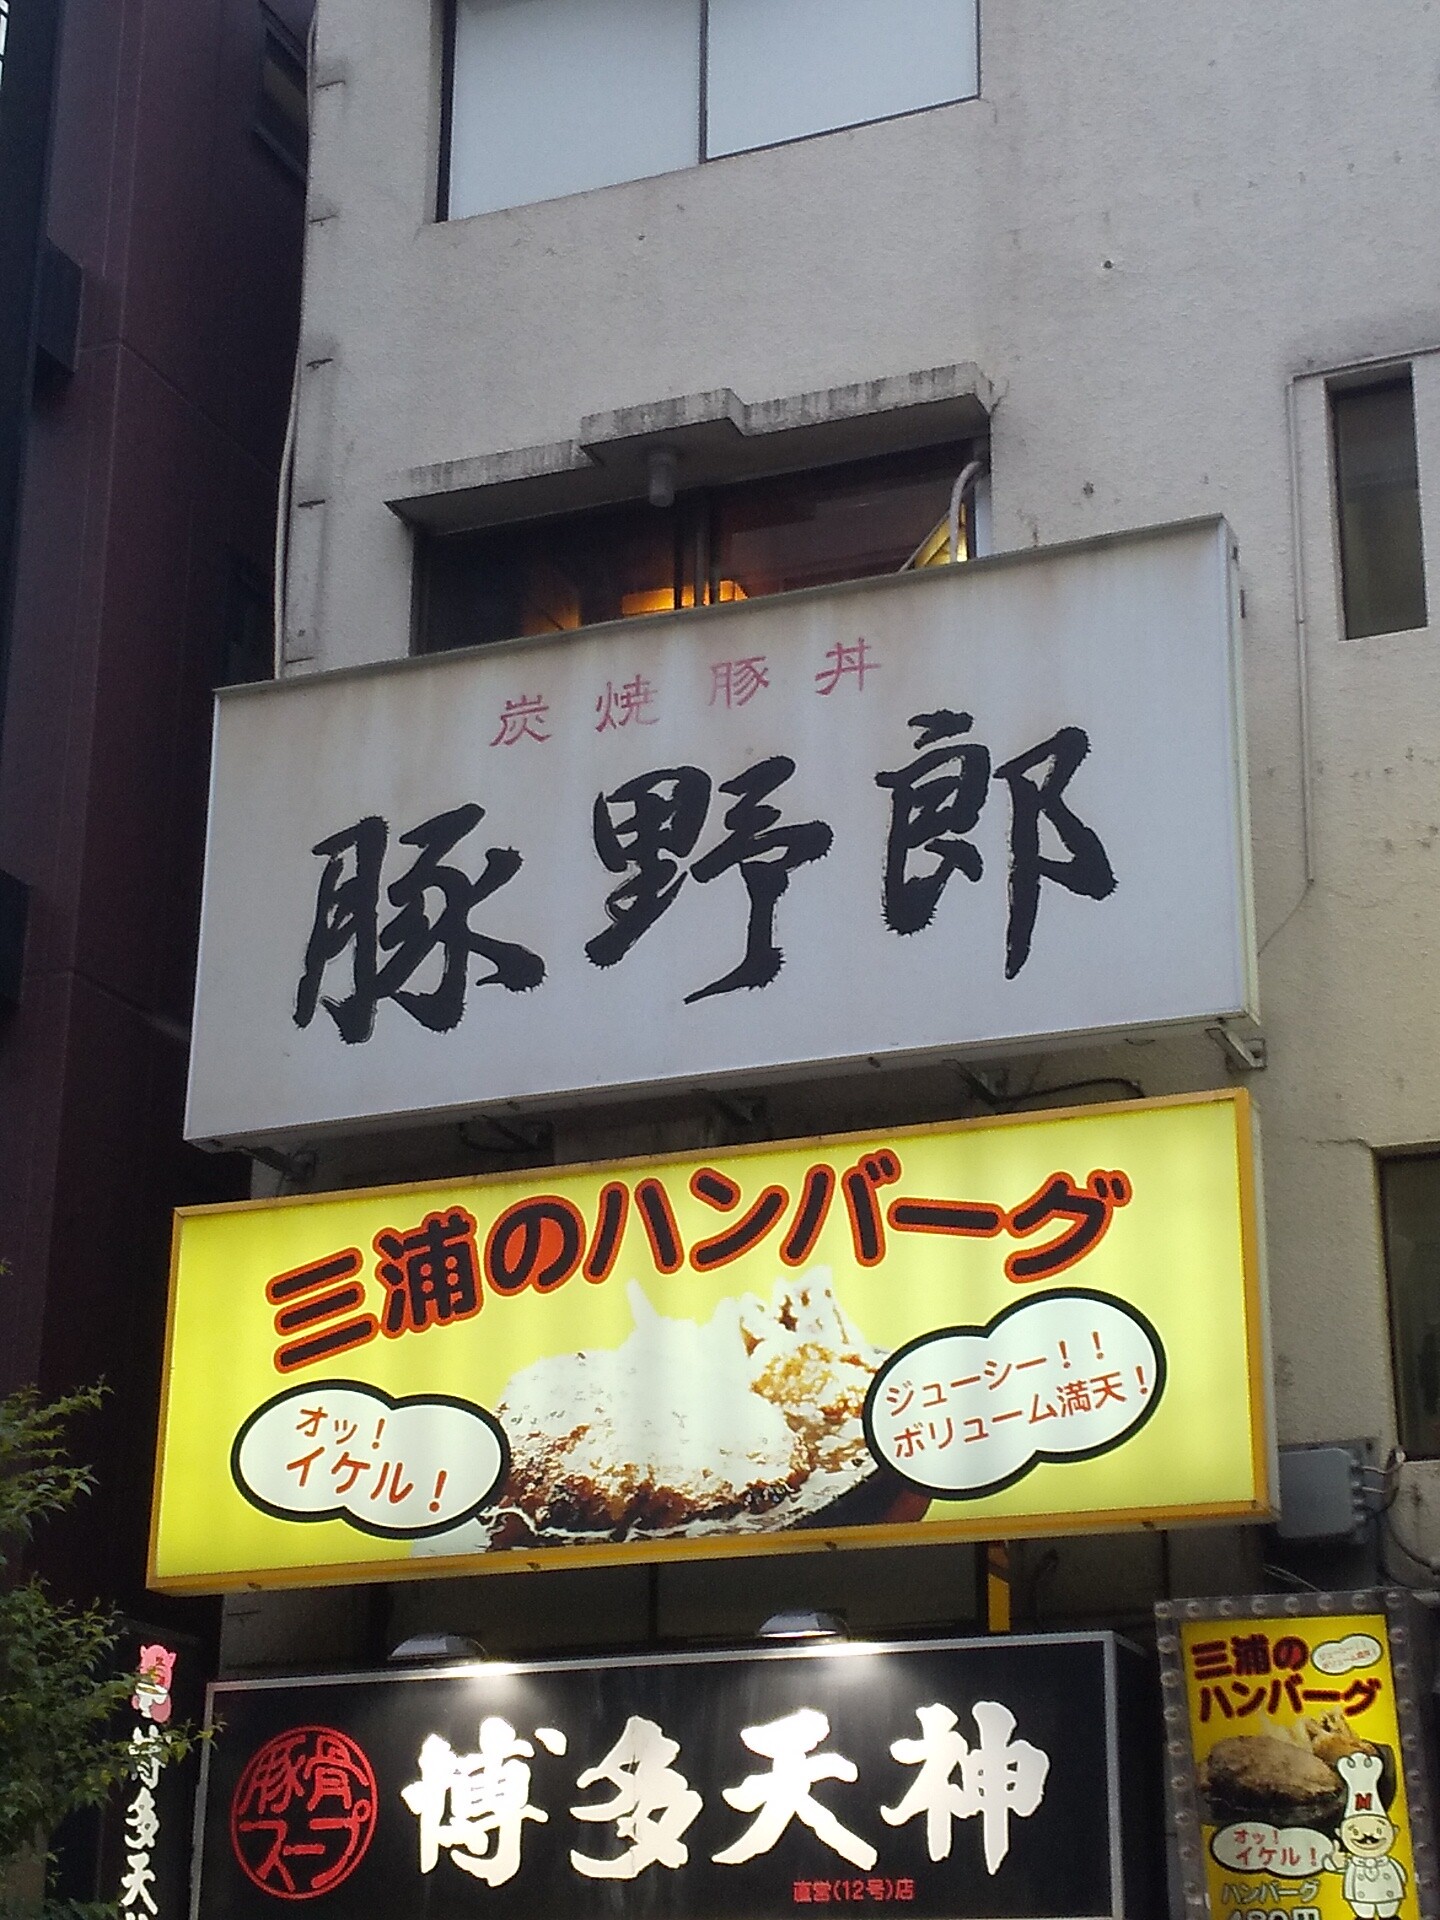 炭焼豚丼
豚野郎
三浦のハンバーグ
オッ！
イケル！
ジューシー！！
ボリューム満天！
豚骨
スープ
博多天神
直営(12号)店
博多天
三浦の
ハンバーグ
オッ！
イケル！
ハンバーグ